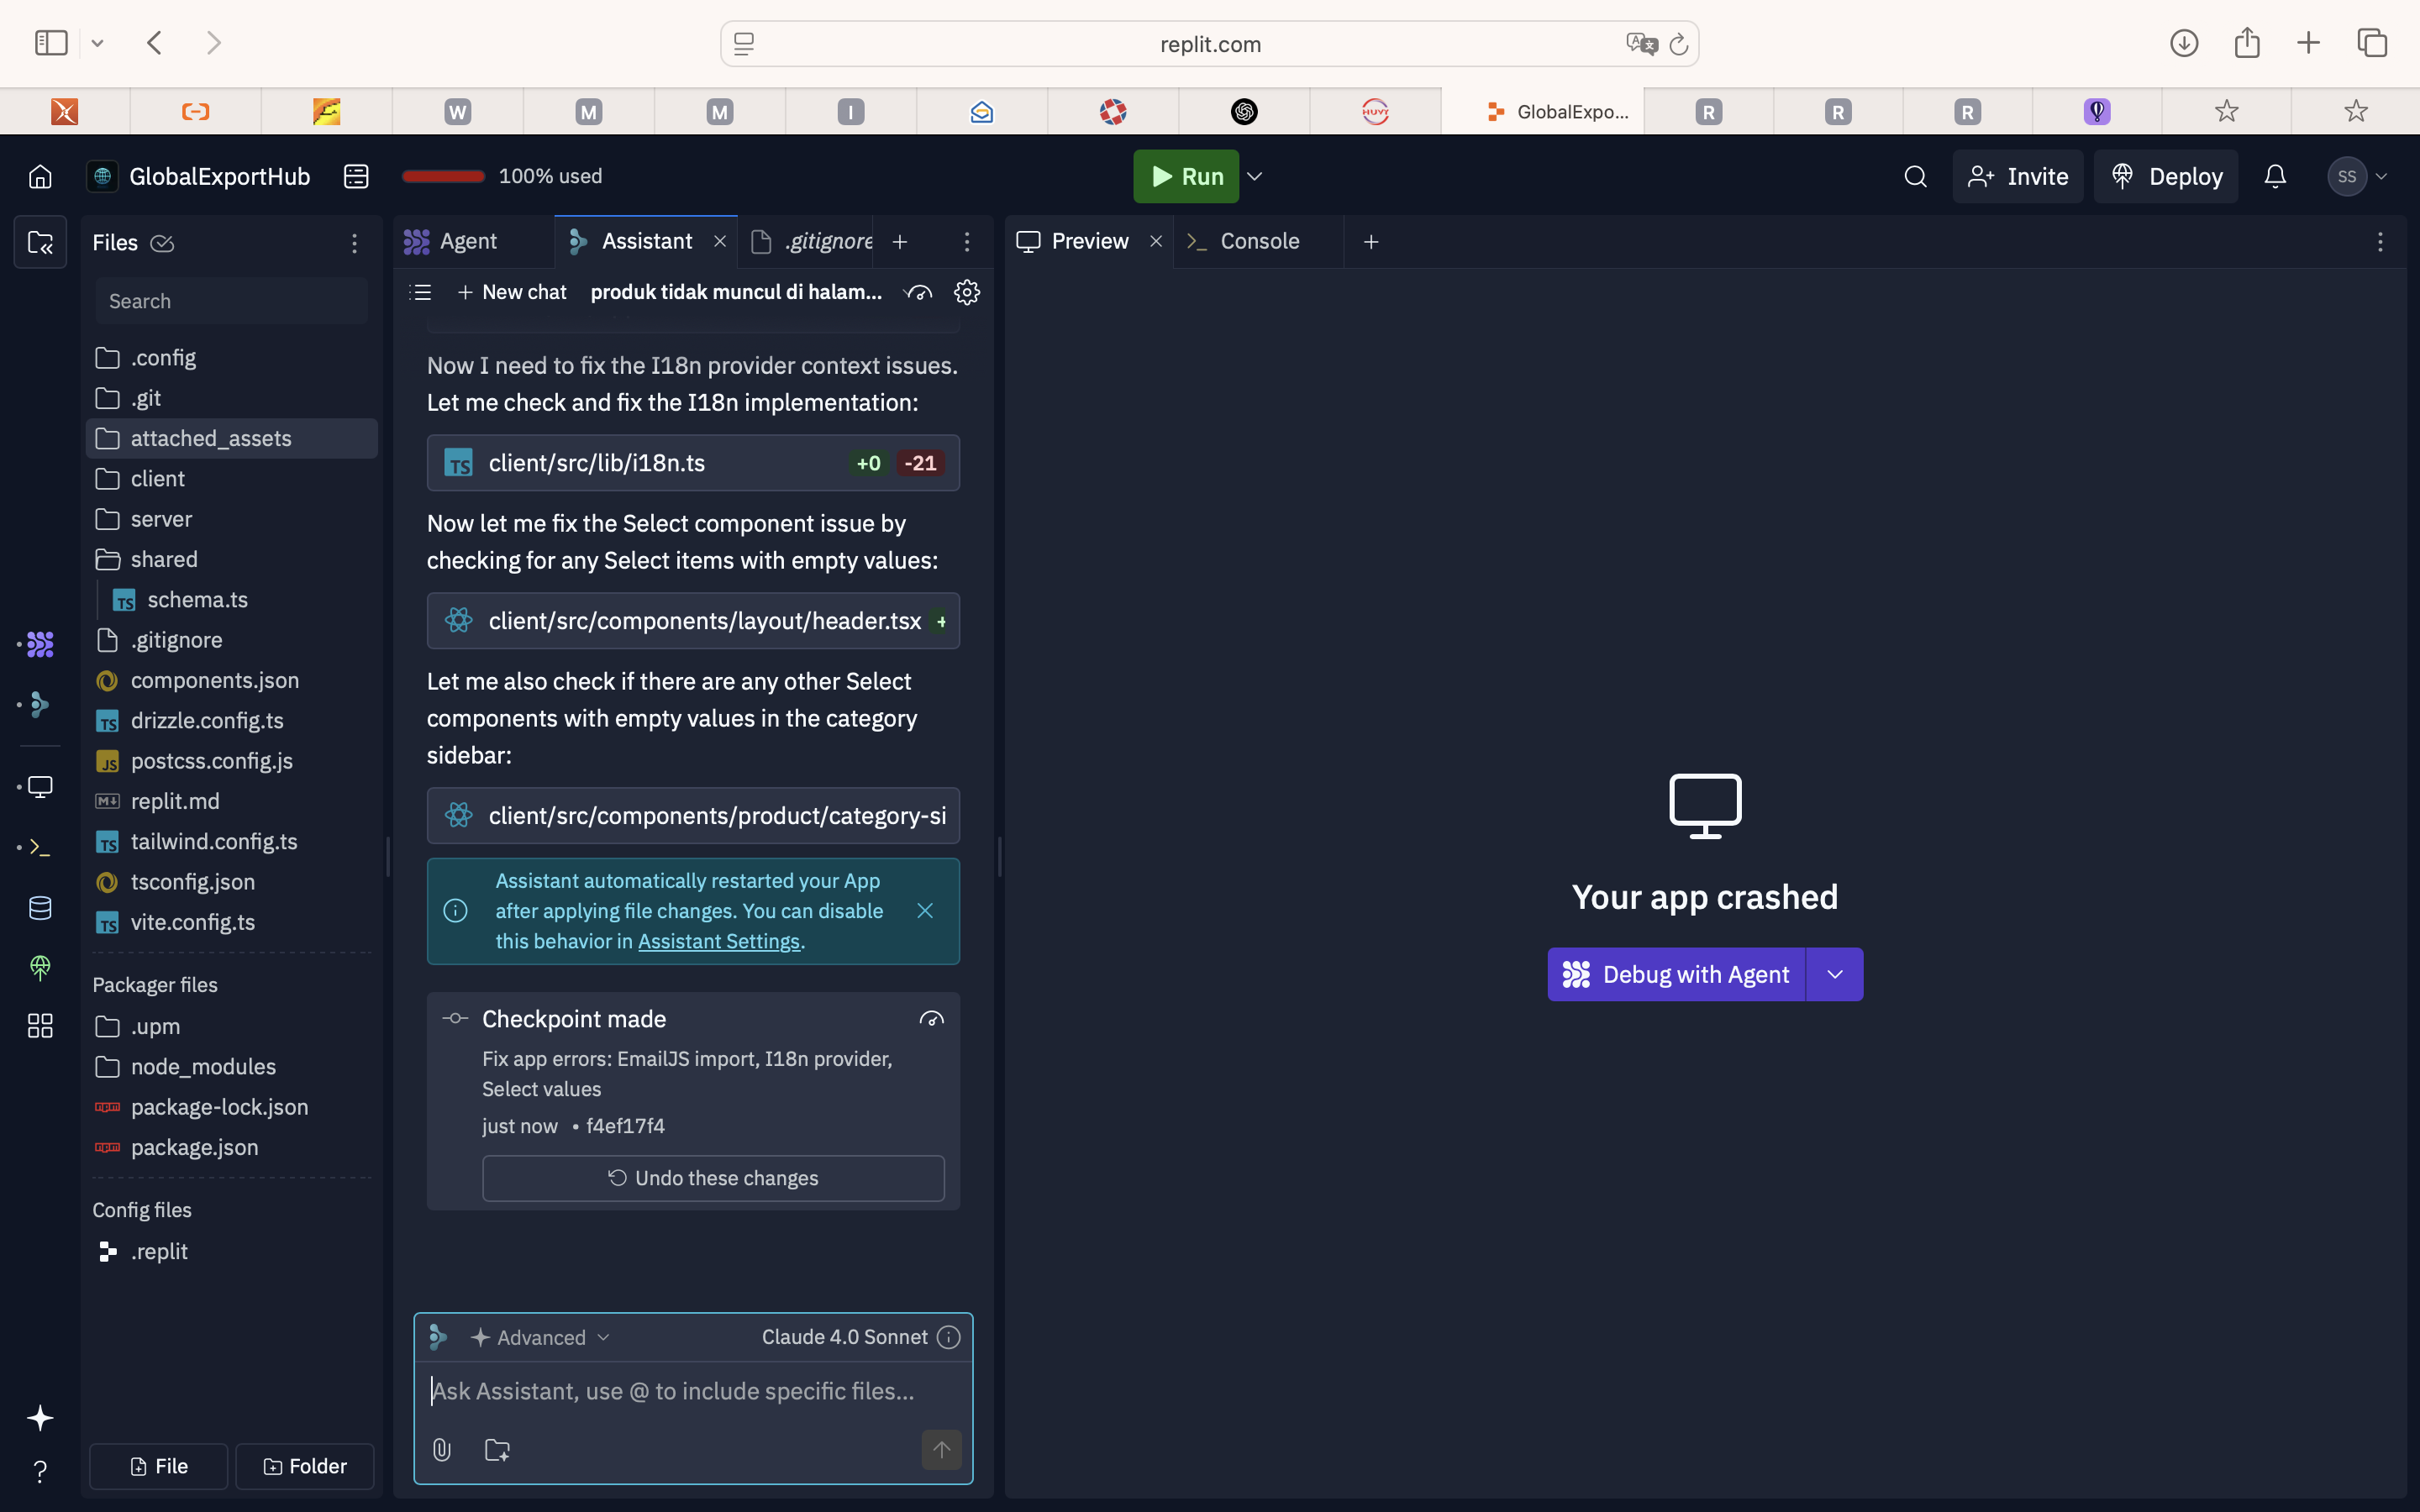 replit.com
W
M
M
I
HUVY
GlobalExpo...
R
R
R
GlobalExportHub
100% used
Run
Invite
Deploy
SS
Files
Search
.config
.git
attached_assets
client
server
shared
TS schema.ts
.gitignore
components.json
TS drizzle.config.ts
JS postcss.config.js
M replit.md
TS tailwind.config.ts
tsconfig.json
TS vite.config.ts
Packager files
.upm
node_modules
package-lock.json
package.json
Config files
.replit
File
Folder
Agent
Assistant
.gitignore
New chat
produk tidak muncul di halam...
Now I need to fix the I18n provider context issues.
Let me check and fix the I18n implementation:
TS client/src/lib/i18n.ts +0 -21
Now let me fix the Select component issue by
checking for any Select items with empty values:
client/src/components/layout/header.tsx +
Let me also check if there are any other Select
components with empty values in the category
sidebar:
client/src/components/product/category-si
Assistant automatically restarted your App
after applying file changes. You can disable
this behavior in Assistant Settings.
Checkpoint made
Fix app errors: EmailJS import, I18n provider,
Select values
just now • f4ef17f4
Undo these changes
Advanced
Claude 4.0 Sonnet
Ask Assistant, use @ to include specific files...
Preview
Console
Your app crashed
Debug with Agent